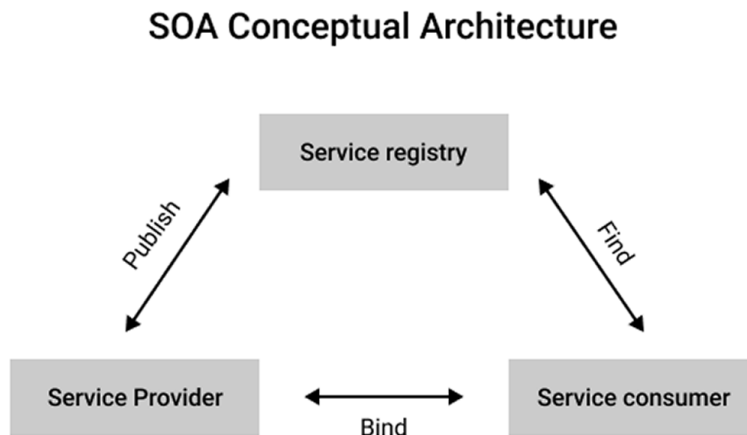 SOA Conceptual Architecture
Service registry
Publish
Find
Service Provider
Service consumer
Bind